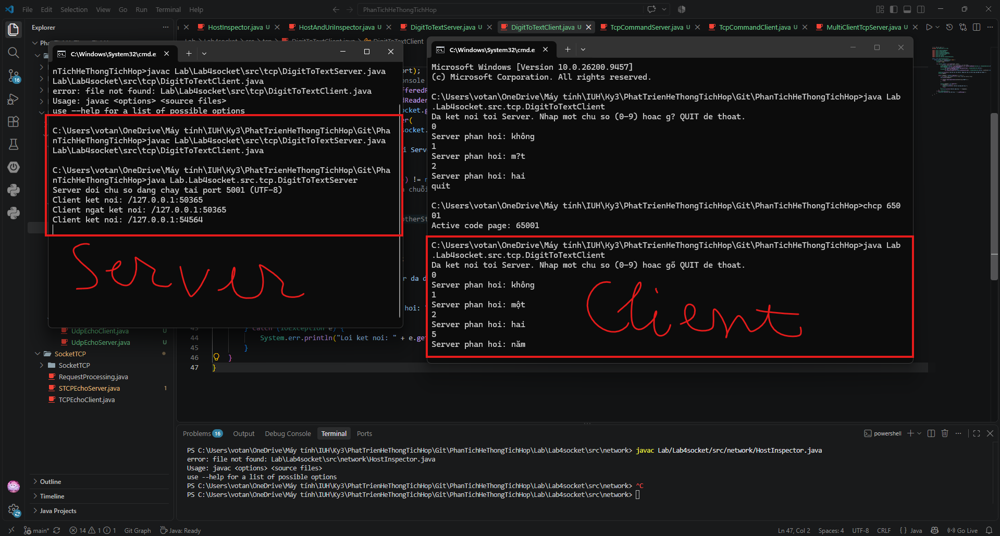 File Edit Selection View Go Run Terminal Help
PhanTichHeThongTichHop
Explorer
HostInspector.java U
HostAndUriInspector.java U
DigitToTextServer.java U
DigitToTextClient.java U
TcpCommandServer.java U
TcpCommandClient.java U
MultiClientTcpServer.java U
C:\Windows\System32\cmd.e
nTichHeThongTichHop>javac Lab\Lab4socket\src\tcp\DigitToTextServer.java
Lab\Lab4socket\src\tcp\DigitToTextClient.java
error: file not found: Lab\Lab4socket\src\tcp\DigitToTextClient.java
Usage: javac <options> <source files>
use --help for a list of possible options
C:\Users\votan\OneDrive\Máy tính\IUH\Ky3\PhatTrienHeThongTichHop\Git\Pha
nTichHeThongTichHop>javac Lab\Lab4socket\src\tcp\DigitToTextServer.java
Lab\Lab4socket\src\tcp\DigitToTextClient.java
C:\Users\votan\OneDrive\Máy tính\IUH\Ky3\PhatTrienHeThongTichHop\Git\Pha
nTichHeThongTichHop>java Lab.Lab4socket.src.tcp.DigitToTextServer
Server doi chu so dang chay tai port 5001 (UTF-8)
Client ket noi: /127.0.0.1:50365
Client ngat ket noi: /127.0.0.1:50365
Client ket noi: /127.0.0.1:54564
Server
C:\Windows\System32\cmd.e
Microsoft Windows [Version 10.0.26200.9457]
(c) Microsoft Corporation. All rights reserved.
C:\Users\votan\OneDrive\Máy tính\IUH\Ky3\PhatTrienHeThongTichHop\Git\PhanTichHeThongTichHop>java Lab
.Lab4socket.src.tcp.DigitToTextClient
Da ket noi toi Server. Nhap mot chu so (0-9) hoac g? QUIT de thoat.
0
Server phan hoi: không
1
Server phan hoi: m?t
2
Server phan hoi: hai
quit
C:\Users\votan\OneDrive\Máy tính\IUH\Ky3\PhatTrienHeThongTichHop\Git\PhanTichHeThongTichHop>chcp 650
01
Active code page: 65001
C:\Users\votan\OneDrive\Máy tính\IUH\Ky3\PhatTrienHeThongTichHop\Git\PhanTichHeThongTichHop>java Lab
.Lab4socket.src.tcp.DigitToTextClient
Da ket noi toi Server. Nhap mot chu so (0-9) hoac gõ QUIT de thoat.
0
Server phan hoi: không
1
Server phan hoi: một
2
Server phan hoi: hai
5
Server phan hoi: năm
Client
UdpEchoClient.java U
UdpEchoServer.java U
SocketTCP
SocketTCP
RequestProcessing.java
STCPEchoServer.java 1
TCPEchoClient.java
44 System.err.println("Loi ket noi: " + e.get
45 }
46 }
47 }
Problems 16 Output Debug Console Terminal Ports
powershell
PS C:\Users\votan\OneDrive\Máy tính\IUH\Ky3\PhatTrienHeThongTichHop\Git\PhanTichHeThongTichHop\Lab\Lab4socket\src\network> javac Lab/Lab4socket/src/network/HostInspector.java
error: file not found: Lab\Lab4socket\src\network\HostInspector.java
Usage: javac <options> <source files>
use --help for a list of possible options
PS C:\Users\votan\OneDrive\Máy tính\IUH\Ky3\PhatTrienHeThongTichHop\Git\PhanTichHeThongTichHop\Lab\Lab4socket\src\network> ^C
PS C:\Users\votan\OneDrive\Máy tính\IUH\Ky3\PhatTrienHeThongTichHop\Git\PhanTichHeThongTichHop\Lab\Lab4socket\src\network>
Outline
Timeline
Java Projects
main* 14 1 1 Git Graph Java: Ready
Ln 47, Col 2 Spaces: 4 UTF-8 CRLF { } Java Go Live